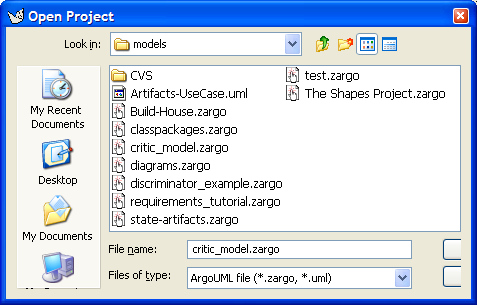 Open Project
Look in:
models
My Recent
Documents
Desktop
My Documents
CVS
Artifacts-UseCase.uml
Build-House.zargo
classpackages.zargo
critic_model.zargo
diagrams.zargo
discriminator_example.zargo
requirements_tutorial.zargo
state-artifacts.zargo
test.zargo
The Shapes Project.zargo
File name:
critic_model.zargo
Files of type:
ArgoUML file (*.zargo, *.uml)